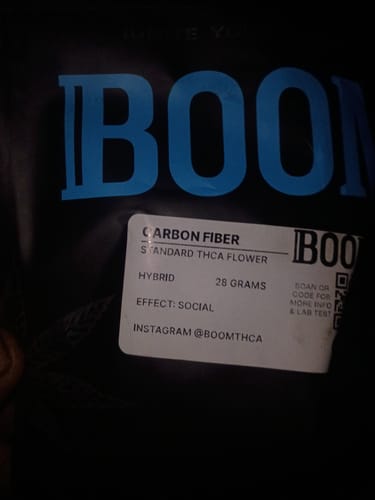 BOOM
CARBON FIBER
STANDARD THCA FLOWER
HYBRID
28 GRAMS
EFFECT: SOCIAL
INSTAGRAM @BOOMTHCA
BOO
SCAN QR
CODE FOR
MORE INFO
& LAB TEST